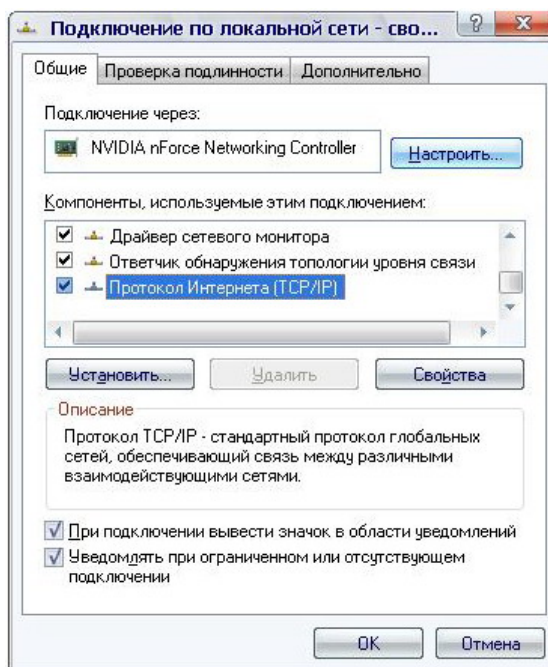 Подключение по локальной сети - сво...
Общие
Проверка подлинности
Дополнительно
Подключение через:
NVIDIA nForce Networking Controller
Настроить...
Компоненты, используемые этим подключением:
Драйвер сетевого монитора
Ответчик обнаружения топологии уровня связи
Протокол Интернета (TCP/IP)
Установить...
Удалить
Свойства
Описание
Протокол TCP/IP - стандартный протокол глобальных
сетей, обеспечивающий связь между различными
взаимодействующими сетями.
При подключении вывести значок в области уведомлений
Уведомлять при ограниченном или отсутствующем
подключении
OK
Отмена